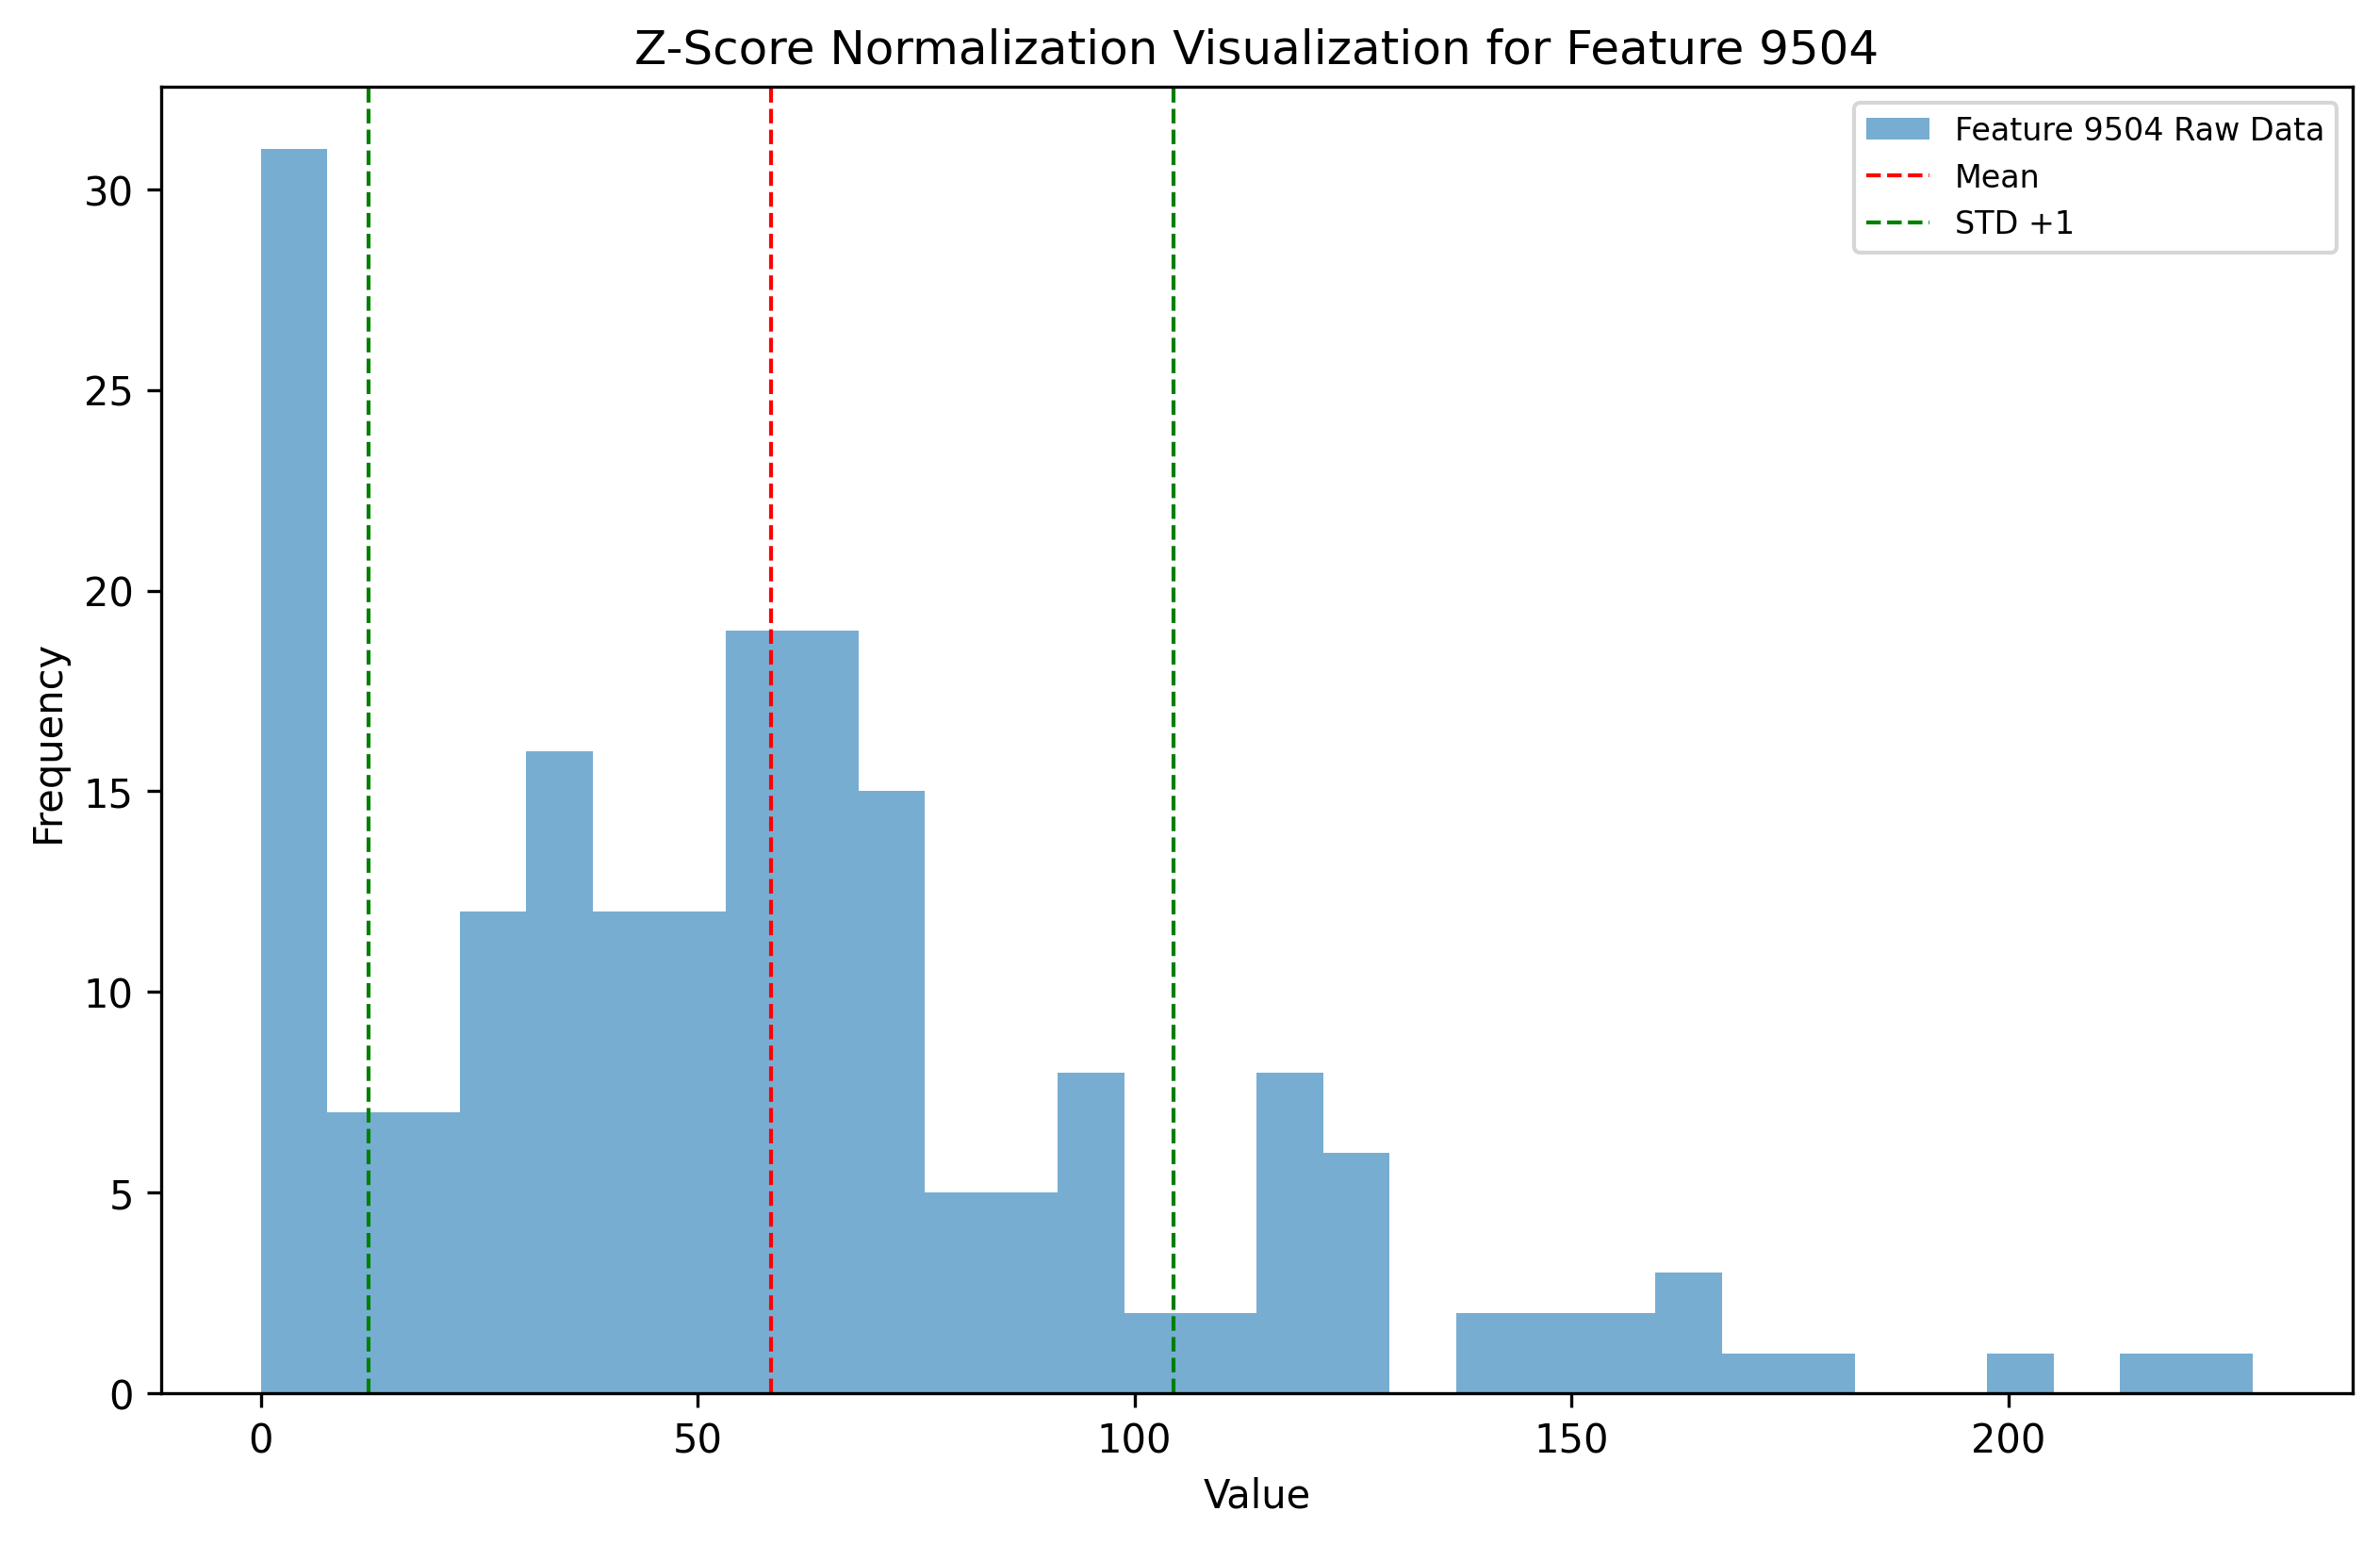 Z-Score Normalization Visualization for Feature 9504
Feature 9504 Raw Data
Mean
STD +1
30
25
20
15
10
5
0
Frequency
0 50 100 150 200
Value